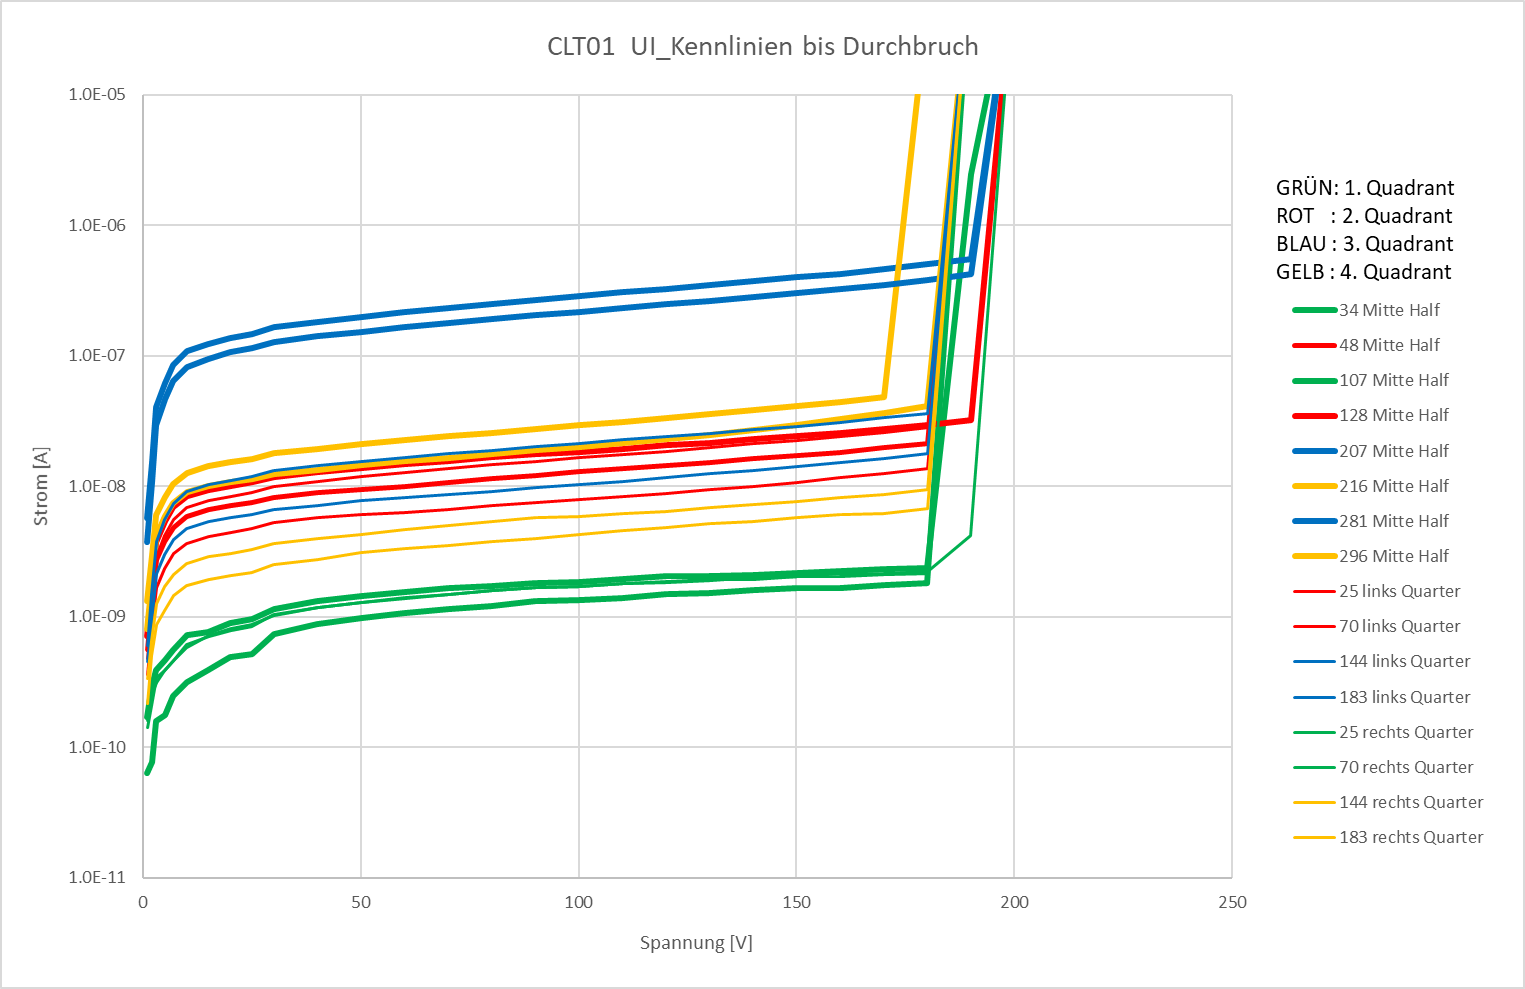 CLT01  UI_Kennlinien bis Durchbruch
1.0E-05
1.0E-06
1.0E-07
1.0E-08
1.0E-09
1.0E-10
1.0E-11
Strom [A]
0
50
100
150
200
250
Spannung [V]
GRÜN: 1. Quadrant
ROT   : 2. Quadrant
BLAU : 3. Quadrant
GELB : 4. Quadrant
34 Mitte Half
48 Mitte Half
107 Mitte Half
128 Mitte Half
207 Mitte Half
216 Mitte Half
281 Mitte Half
296 Mitte Half
25 links Quarter
70 links Quarter
144 links Quarter
183 links Quarter
25 rechts Quarter
70 rechts Quarter
144 rechts Quarter
183 rechts Quarter